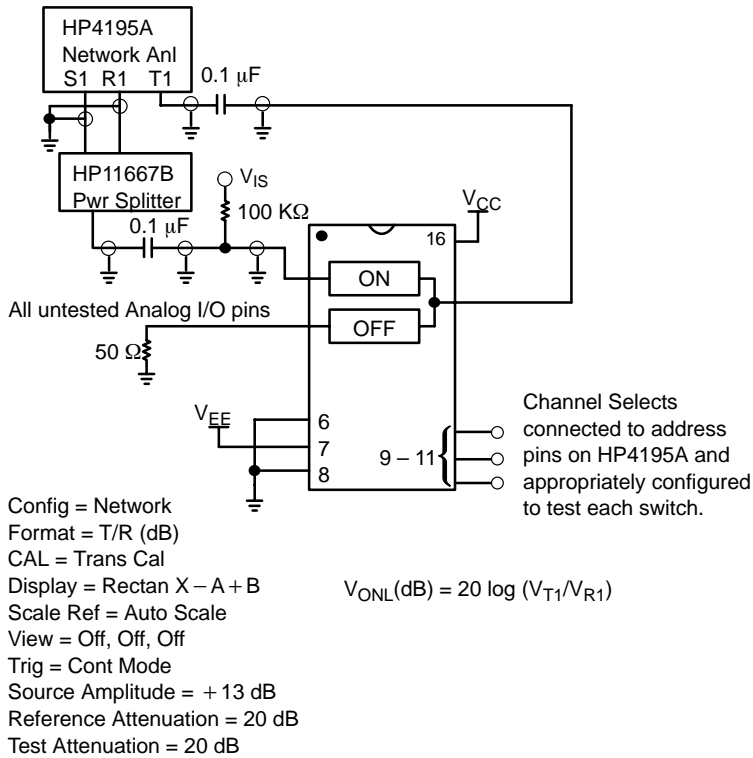 HP4195A
Network Anl
S1 R1 T1
0.1 μF
HP11667B
Pwr Splitter
V_IS
100 KΩ
0.1 μF
V_CC
16
ON
All untested Analog I/O pins
OFF
50 Ω
V_EE
6
7
8
9 – 11
Channel Selects
connected to address
pins on HP4195A and
appropriately configured
to test each switch.
Config = Network
Format = T/R (dB)
CAL = Trans Cal
Display = Rectan X – A + B
Scale Ref = Auto Scale
View = Off, Off, Off
Trig = Cont Mode
Source Amplitude = +13 dB
Reference Attenuation = 20 dB
Test Attenuation = 20 dB
V_ONL(dB) = 20 log (V_T1/V_R1)